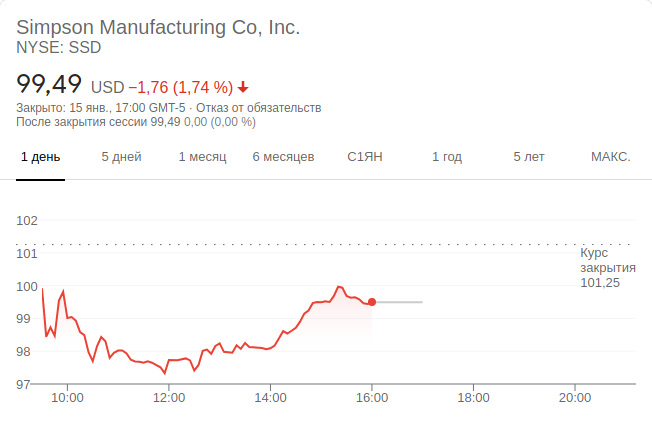 Simpson Manufacturing Co, Inc.
NYSE: SSD
99,49 USD −1,76 (1,74 %)
Закрыто: 15 янв., 17:00 GMT-5 · Отказ от обязательств
После закрытия сессии 99,49 0,00 (0,00 %)
1 день 5 дней 1 месяц 6 месяцев С1ЯН 1 год 5 лет МАКС.
102
101
Курс
закрытия
101,25
100
99
98
97
10:00 12:00 14:00 16:00 18:00 20:00